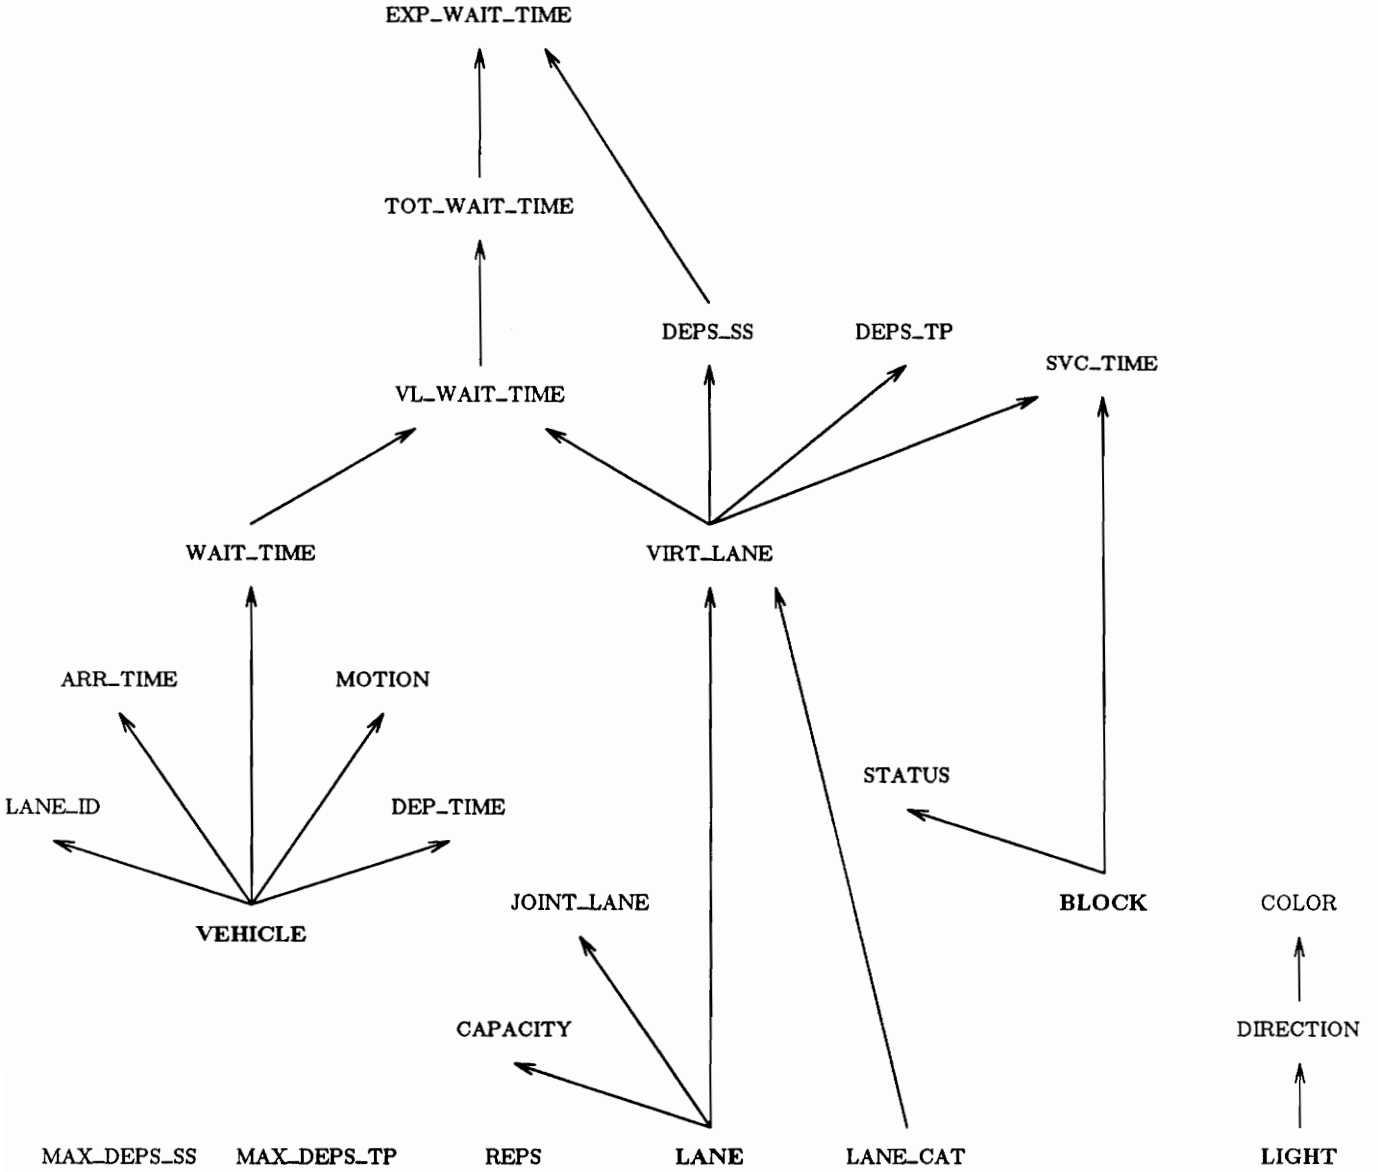 EXP_WAIT_TIME
TOT_WAIT_TIME
DEPS_SS DEPS_TP
SVC_TIME
VL_WAIT_TIME
WAIT_TIME VIRT_LANE
ARR_TIME MOTION
STATUS
LANE_ID DEP_TIME
JOINT_LANE BLOCK COLOR
VEHICLE
CAPACITY DIRECTION
MAX_DEPS_SS MAX_DEPS_TP REPS LANE LANE_CAT LIGHT